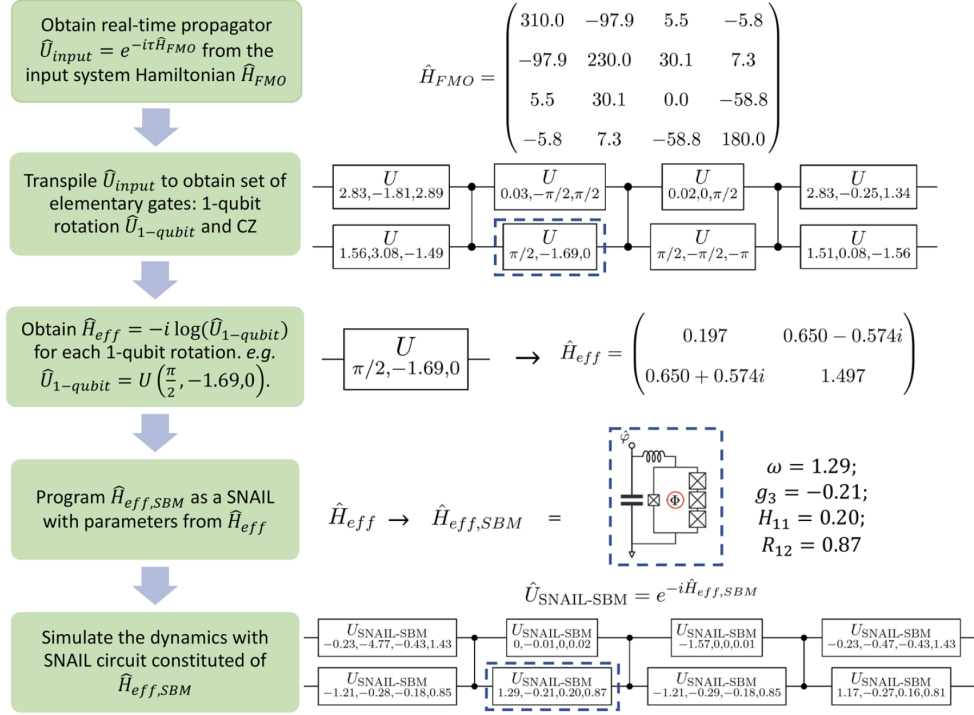 Obtain real-time propagator
Û_input = e^{-iτĤ_FMO} from the
input system Hamiltonian Ĥ_FMO
Ĥ_FMO =
310.0 −97.9 5.5 −5.8
−97.9 230.0 30.1 7.3
5.5 30.1 0.0 −58.8
−5.8 7.3 −58.8 180.0
Transpile Û_input to obtain set of
elementary gates: 1-qubit
rotation Û_1−qubit and CZ
U U U U
2.83,−1.81,2.89 0.03,−π/2,π/2 0.02,0,π/2 2.83,−0.25,1.34
U U U U
1.56,3.08,−1.49 π/2,−1.69,0 π/2,−π/2,−π 1.51,0.08,−1.56
Obtain Ĥ_eff = −i log(Û_1−qubit)
for each 1-qubit rotation. e.g.
Û_1−qubit = U(π/2, −1.69,0).
U
π/2,−1.69,0
→ Ĥ_eff =
0.197 0.650 − 0.574i
0.650 + 0.574i 1.497
Program Ĥ_eff,SBM as a SNAIL
with parameters from Ĥ_eff
Ĥ_eff → Ĥ_eff,SBM =
φ̂
Φ
ω = 1.29;
g₃ = −0.21;
H₁₁ = 0.20;
R₁₂ = 0.87
Û_SNAIL-SBM = e^{−iĤ_eff,SBM}
Simulate the dynamics with
SNAIL circuit constituted of
Ĥ_eff,SBM
U_SNAIL-SBM U_SNAIL-SBM U_SNAIL-SBM U_SNAIL-SBM
−0.23,−4.77,−0.43,1.43 0,−0.01,0,0.02 −1.57,0,0,0.01 −0.23,−0.47,−0.43,1.43
U_SNAIL-SBM U_SNAIL-SBM U_SNAIL-SBM U_SNAIL-SBM
−1.21,−0.28,−0.18,0.85 1.29,−0.21,0.20,0.87 −1.21,−0.29,−0.18,0.85 1.17,−0.27,0.16,0.81